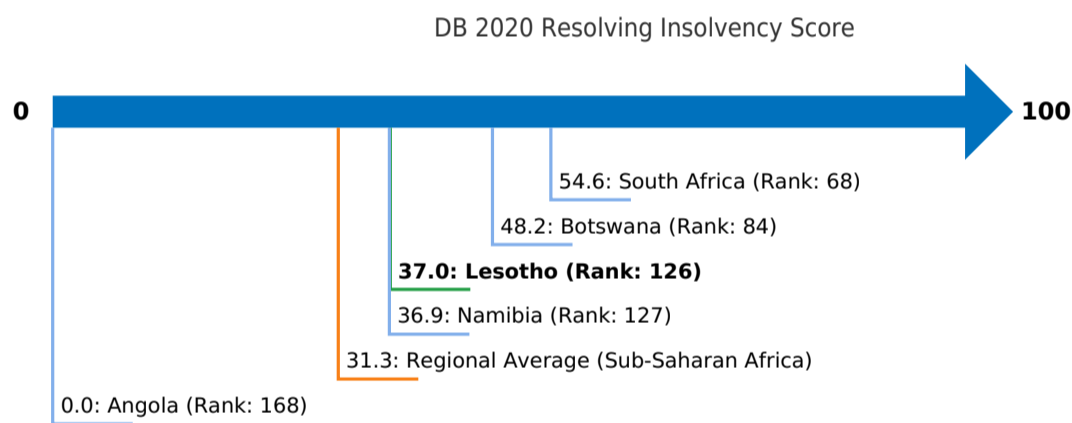 DB 2020 Resolving Insolvency Score
0
100
54.6: South Africa (Rank: 68)
48.2: Botswana (Rank: 84)
37.0: Lesotho (Rank: 126)
36.9: Namibia (Rank: 127)
31.3: Regional Average (Sub-Saharan Africa)
0.0: Angola (Rank: 168)